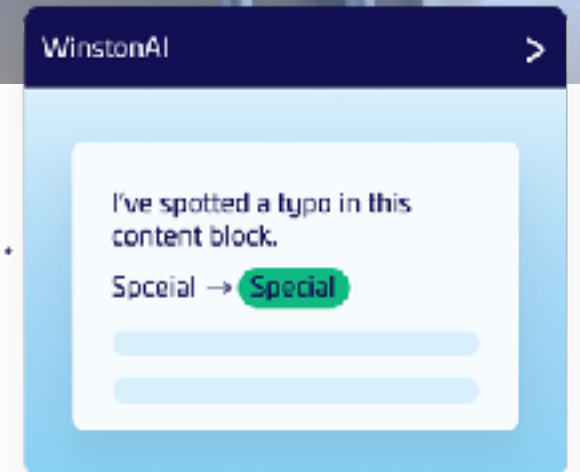 WinstonAI
I've spotted a typo in this
content block.
Spceial → Special